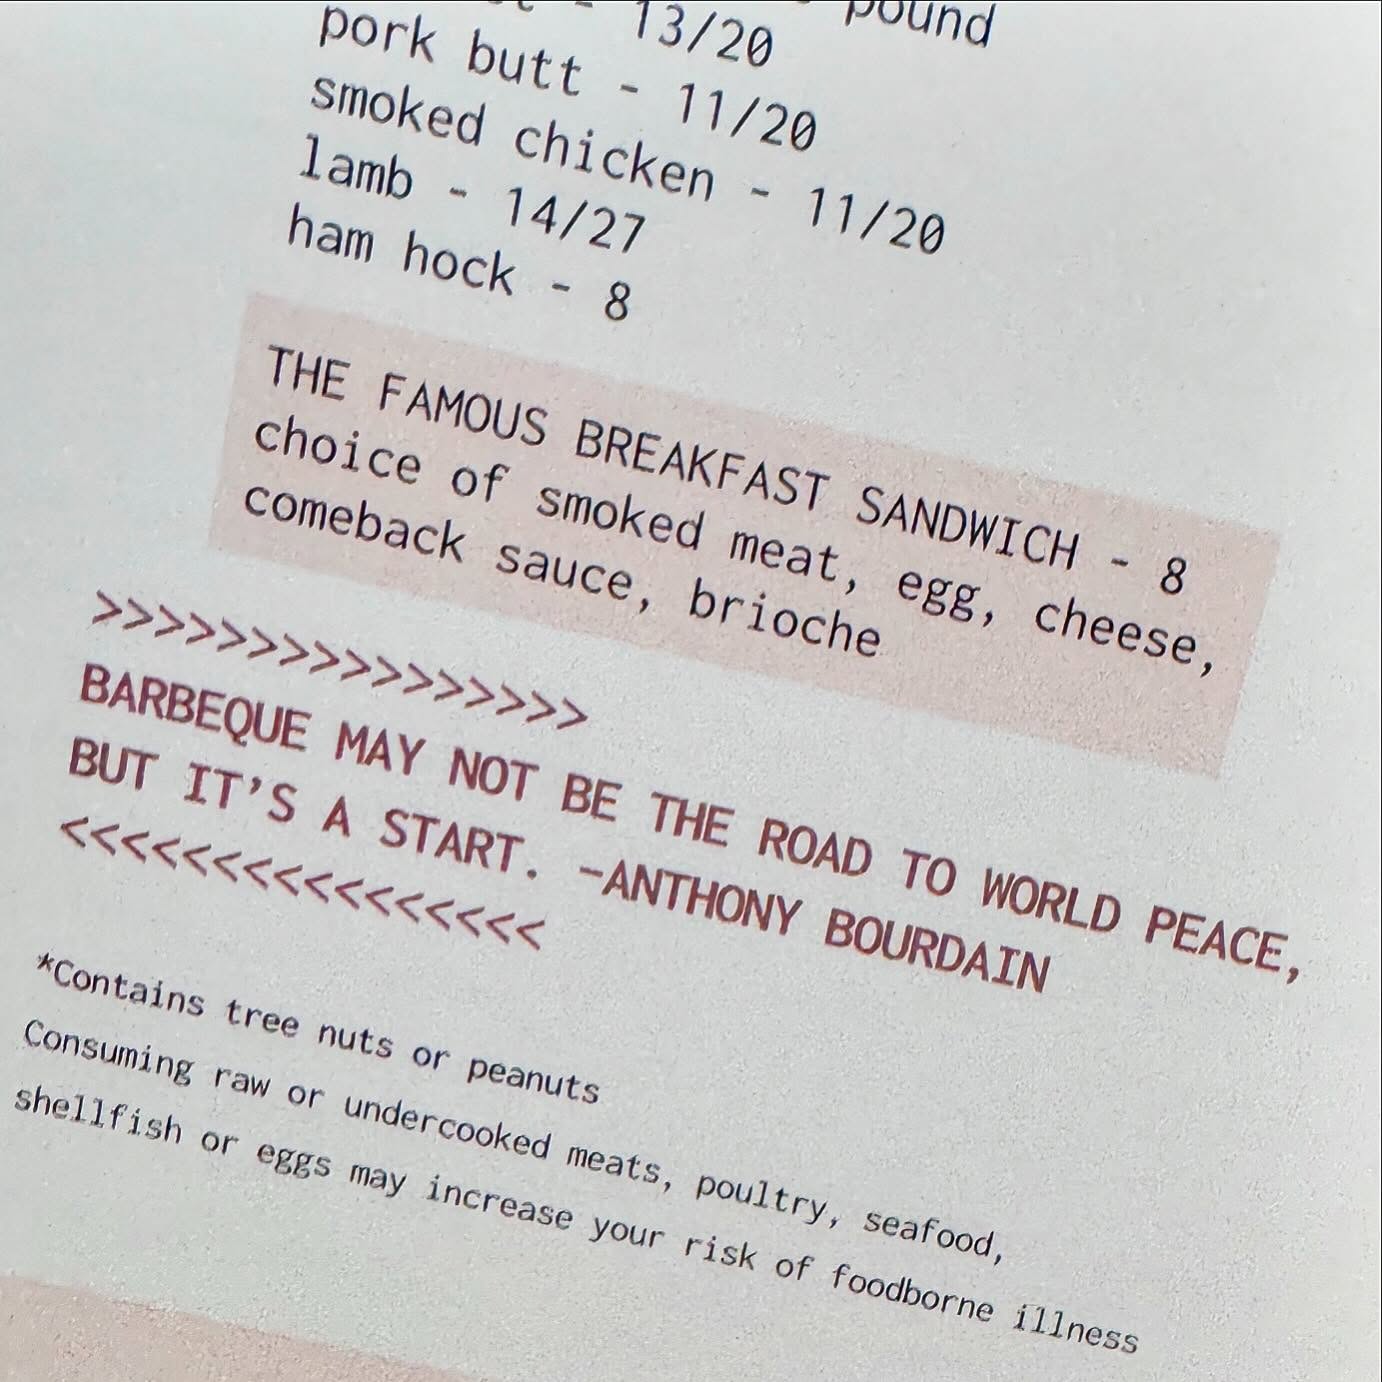 pound
- 13/20
pork butt - 11/20
smoked chicken - 11/20
lamb - 14/27
ham hock - 8
THE FAMOUS BREAKFAST SANDWICH - 8
choice of smoked meat, egg, cheese,
comeback sauce, brioche
>>>>>>>>>>>>>>>>
BARBEQUE MAY NOT BE THE ROAD TO WORLD PEACE,
BUT IT'S A START. -ANTHONY BOURDAIN
<<<<<<<<<<<<<<<<
*Contains tree nuts or peanuts
Consuming raw or undercooked meats, poultry, seafood,
shellfish or eggs may increase your risk of foodborne illness